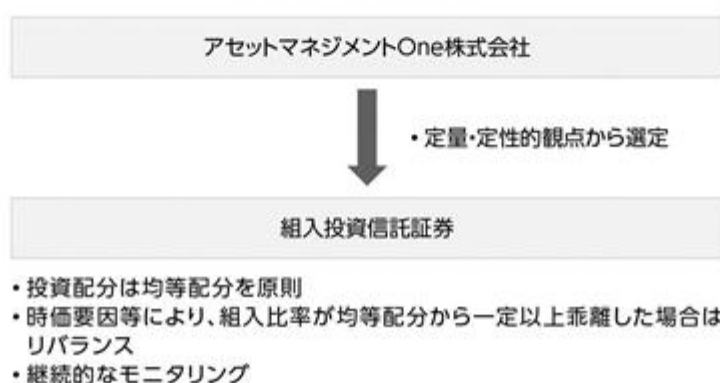 アセットマネジメントOne株式会社
・定量・定性的観点から選定
組入投資信託証券
・投資配分は均等配分を原則
・時価要因等により、組入比率が均等配分から一定以上乖離した場合は
リバランス
・継続的なモニタリング